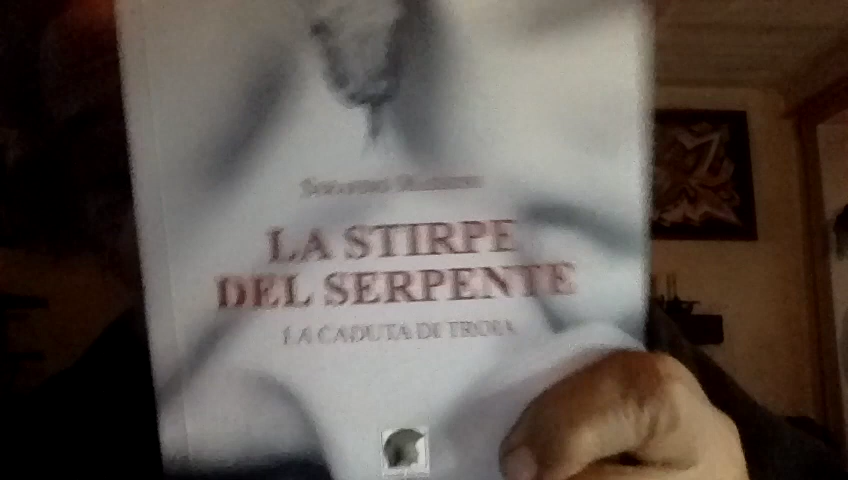 LA STIRPE
DEL SERPENTE
LA CADUTA DI TROIA